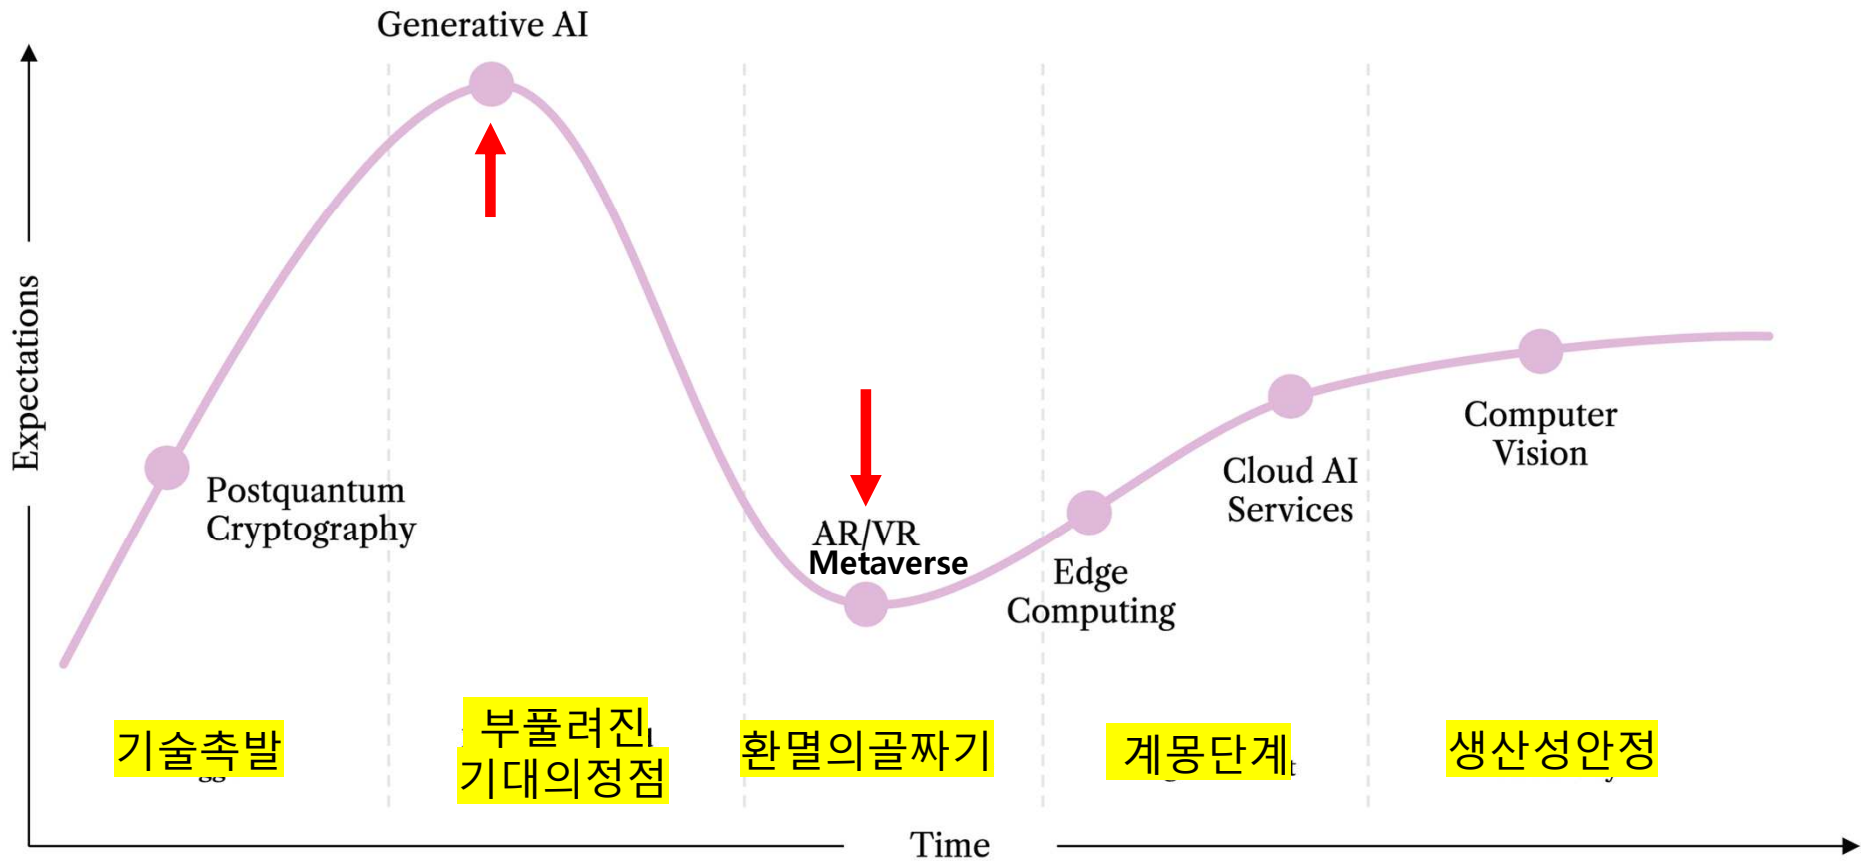 Generative AI
Expectations
Postquantum
Cryptography
AR/VR
Metaverse
Edge
Computing
Cloud AI
Services
Computer
Vision
기술촉발
부풀려진
기대의정점
환멸의골짜기
계몽단계
생산성안정
Time